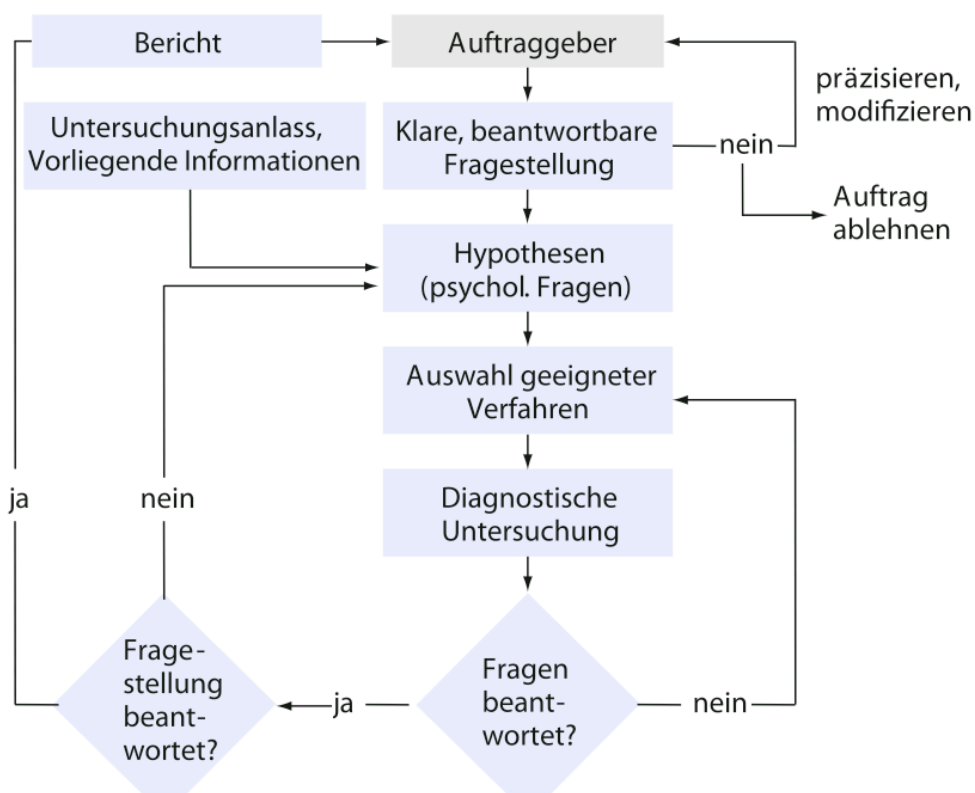 Bericht
Auftraggeber
präzisieren,
modifizieren
Untersuchungsanlass,
Vorliegende Informationen
Klare, beantwortbare
Fragestellung
nein
Auftrag
ablehnen
Hypothesen
(psychol. Fragen)
Auswahl geeigneter
Verfahren
ja
nein
Diagnostische
Untersuchung
Frage-
stellung
beant-
wortet?
ja
Fragen
beant-
wortet?
nein